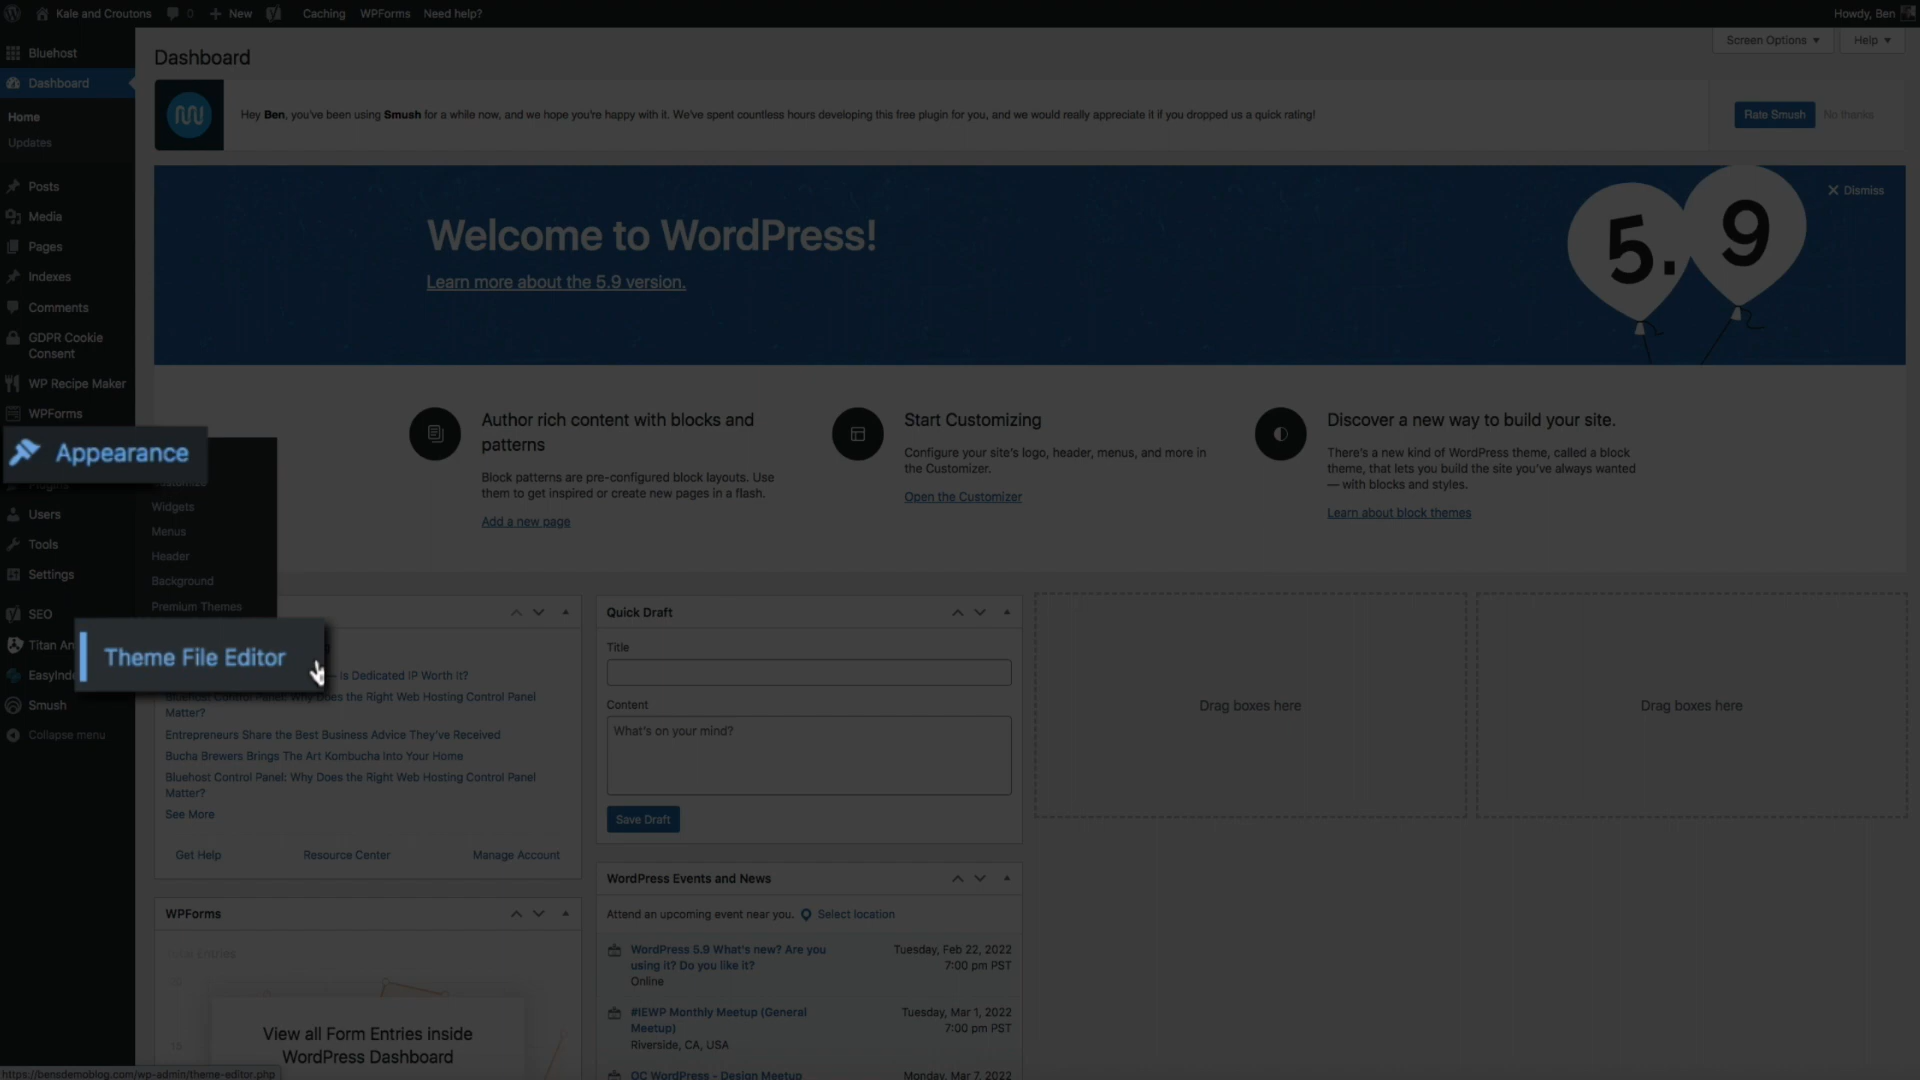 Kale and Croutons
0
New
Caching
WPForms
Need help?
Howdy, Ben
Bluehost
Dashboard
Home
Updates
Posts
Media
Pages
Indexes
Comments
GDPR Cookie
Consent
WP Recipe Maker
WPForms
Appearance
Plugins
Users
Tools
Settings
SEO
Titan An
EasyInde
Smush
Collapse menu
Customize
Widgets
Menus
Header
Background
Premium Themes
Theme File Editor
Dashboard
Screen Options
Help
Hey Ben, you've been using Smush for a while now, and we hope you're happy with it. We've spent countless hours developing this free plugin for you, and we would really appreciate it if you dropped us a quick rating!
Rate Smush
No thanks
Welcome to WordPress!
Learn more about the 5.9 version.
5.9
Dismiss
Author rich content with blocks and
patterns
Block patterns are pre-configured block layouts. Use
them to get inspired or create new pages in a flash.
Add a new page
Start Customizing
Configure your site's logo, header, menus, and more in
the Customizer.
Open the Customizer
Discover a new way to build your site.
There's a new kind of WordPress theme, called a block
theme, that lets you build the site you've always wanted
— with blocks and styles.
Learn about block themes
– Is Dedicated IP Worth It?
Bluehost Control Panel: Why Does the Right Web Hosting Control Panel
Matter?
Entrepreneurs Share the Best Business Advice They've Received
Bucha Brewers Brings The Art Kombucha Into Your Home
Bluehost Control Panel: Why Does the Right Web Hosting Control Panel
Matter?
See More
Get Help
Resource Center
Manage Account
WPForms
Total Entries
View all Form Entries inside
WordPress Dashboard
Quick Draft
Title
Content
What's on your mind?
Save Draft
WordPress Events and News
Attend an upcoming event near you.
Select location
WordPress 5.9 What's new? Are you
using it? Do you like it?
Online
Tuesday, Feb 22, 2022
7:00 pm PST
#IEWP Monthly Meetup (General
Meetup)
Riverside, CA, USA
Tuesday, Mar 1, 2022
7:00 pm PST
OC WordPress - Design Meetup
Monday, Mar 7, 2022
Drag boxes here
Drag boxes here
https://bensdemoblog.com/wp-admin/theme-editor.php